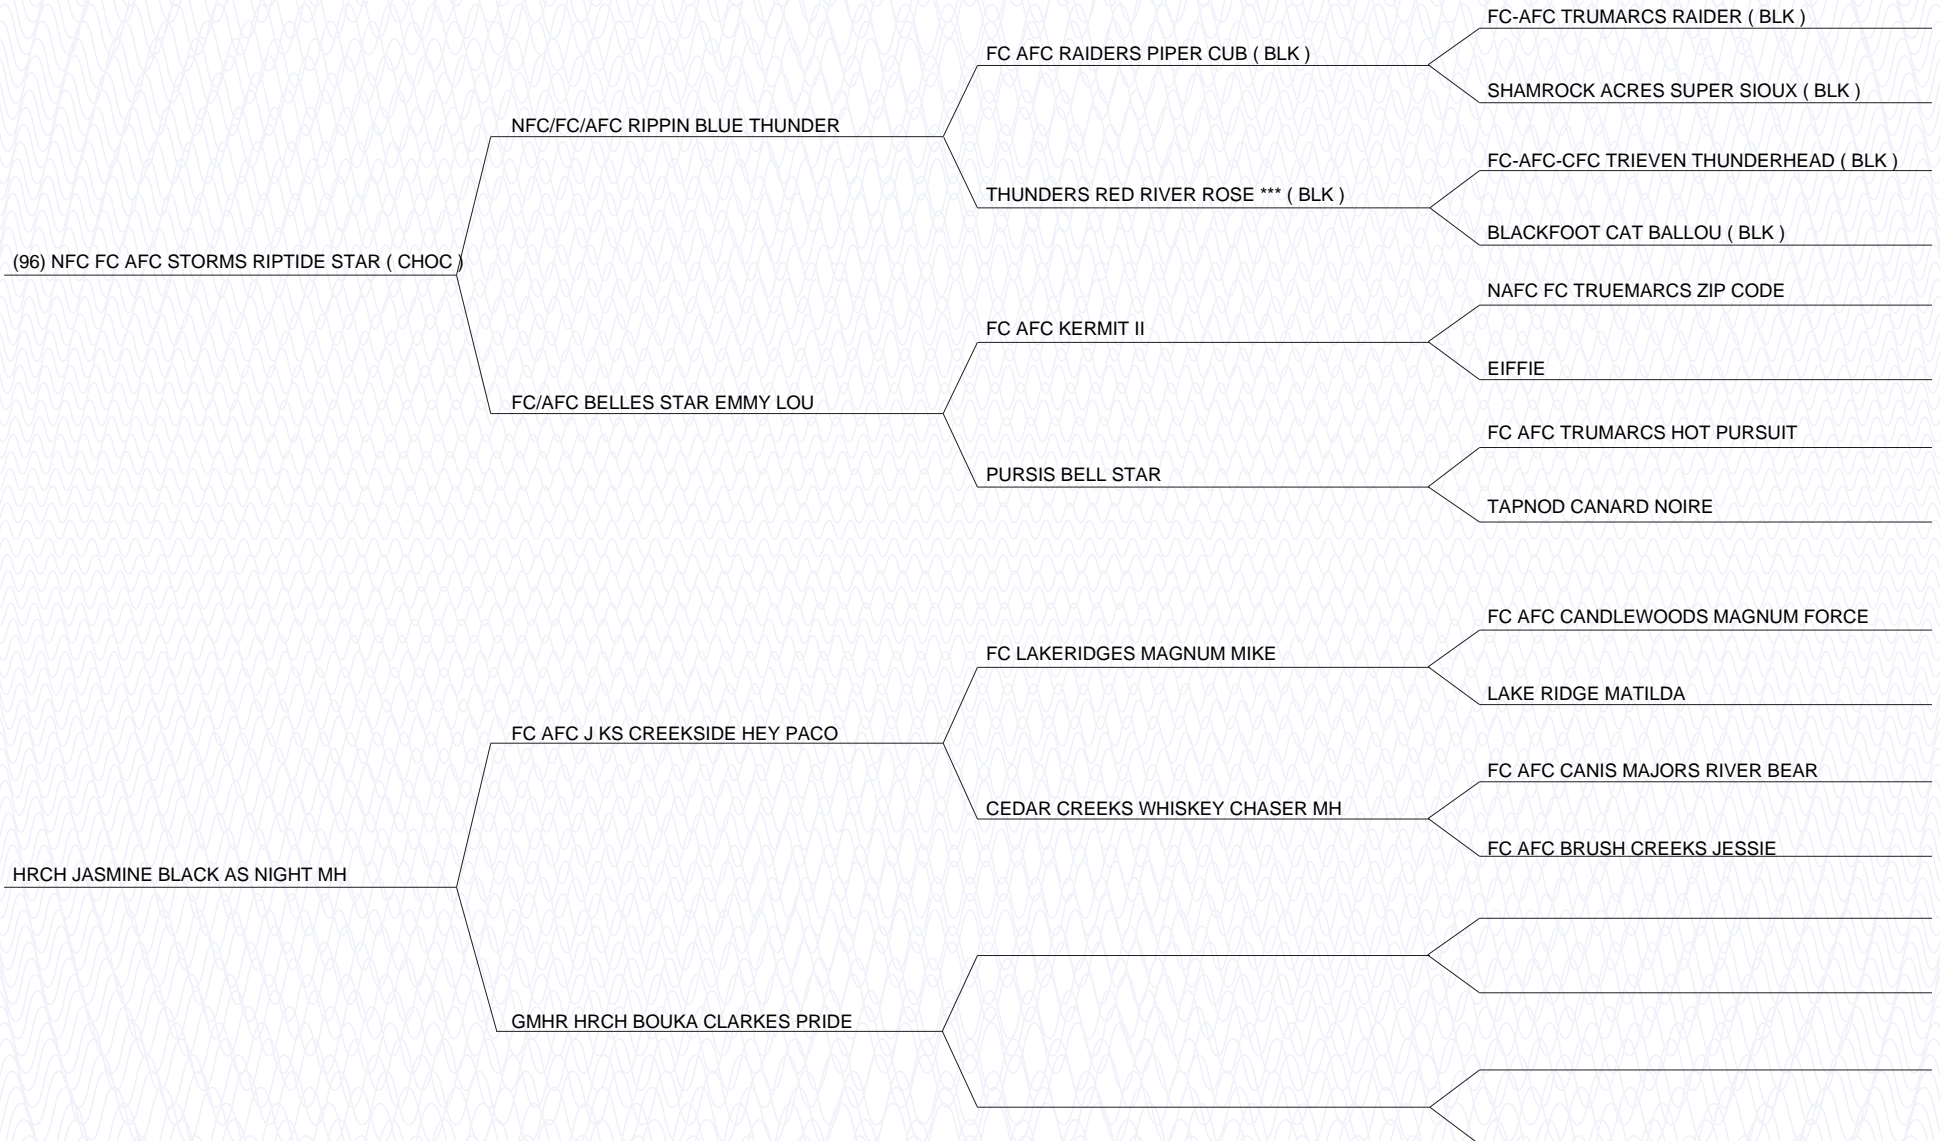 FC-AFC TRUMARCS RAIDER ( BLK )
FC AFC RAIDERS PIPER CUB ( BLK )
SHAMROCK ACRES SUPER SIOUX ( BLK )
NFC/FC/AFC RIPPIN BLUE THUNDER
FC-AFC-CFC TRIEVEN THUNDERHEAD ( BLK )
THUNDERS RED RIVER ROSE *** ( BLK )
BLACKFOOT CAT BALLOU ( BLK )
(96) NFC FC AFC STORMS RIPTIDE STAR ( CHOC )
NAFC FC TRUEMARCS ZIP CODE
FC AFC KERMIT II
EIFFIE
FC/AFC BELLES STAR EMMY LOU
FC AFC TRUMARCS HOT PURSUIT
PURSIS BELL STAR
TAPNOD CANARD NOIRE
FC AFC CANDLEWOODS MAGNUM FORCE
FC LAKERIDGES MAGNUM MIKE
LAKE RIDGE MATILDA
FC AFC J KS CREEKSIDE HEY PACO
FC AFC CANIS MAJORS RIVER BEAR
CEDAR CREEKS WHISKEY CHASER MH
FC AFC BRUSH CREEKS JESSIE
HRCH JASMINE BLACK AS NIGHT MH
GMHR HRCH BOUKA CLARKES PRIDE